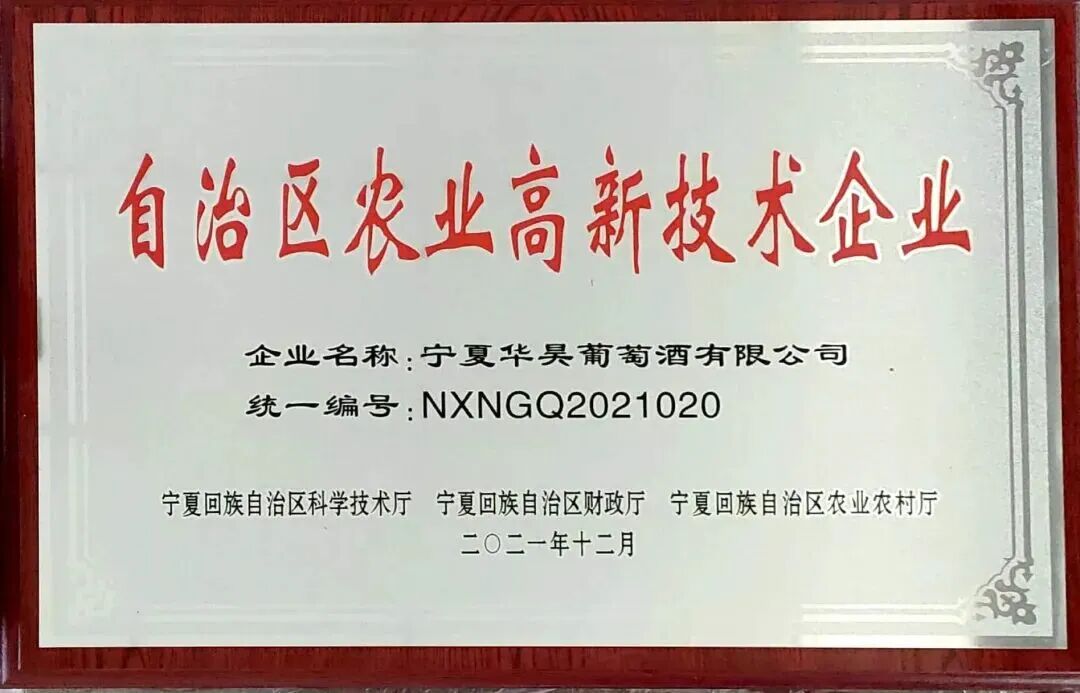 自治区农业高新技术企业
企业名称:宁夏华昊葡萄酒有限公司
统一编号:NXNGQ2021020
宁夏回族自治区科学技术厅 宁夏回族自治区财政厅 宁夏回族自治区农业农村厅
二〇二一年十二月